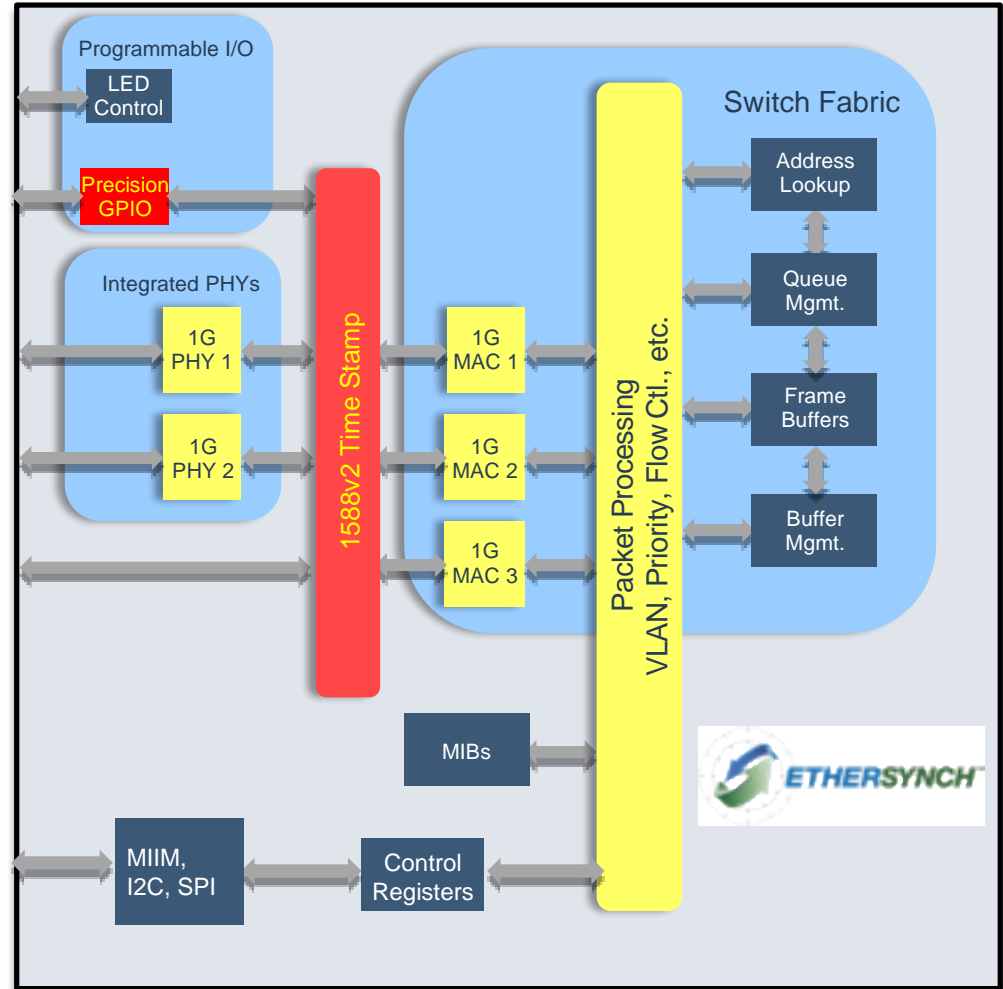 Programmable I/O
LED
Control
Precision
GPIO
Integrated PHYs
1G
PHY 1
1G
PHY 2
1588v2 Time Stamp
Switch Fabric
1G
MAC 1
1G
MAC 2
1G
MAC 3
Packet Processing
VLAN, Priority, Flow Ctl., etc.
Address
Lookup
Queue
Mgmt.
Frame
Buffers
Buffer
Mgmt.
MIBs
ETHERSYNCH
MIIM,
I2C, SPI
Control
Registers